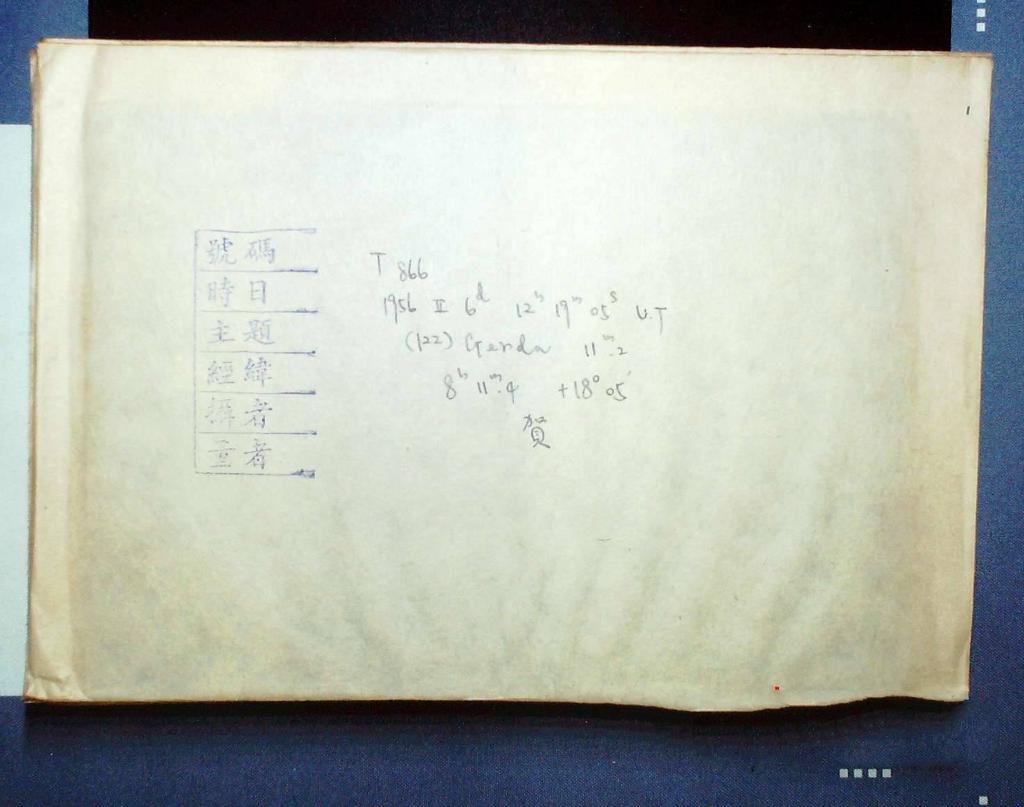 號碼 T 866
時日 1956 II 6ᵈ 12ʰ 19ᵐ 05ˢ U.T
主題 (122) Gerda 11ᵐ.2
經緯 8ʰ 11ᵐ.4 +18° 05′
攝者 賀
量者